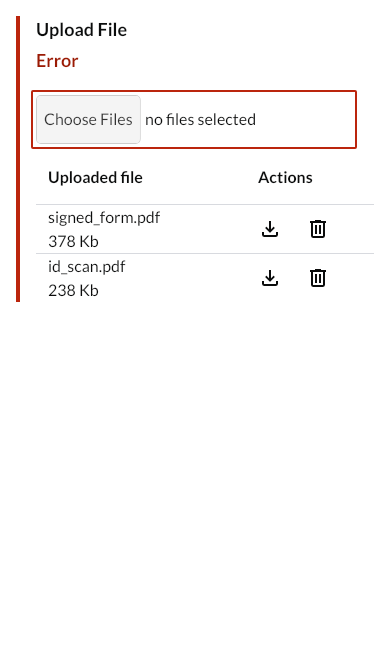 Upload File
Error
Choose Files no files selected
Uploaded file Actions
signed_form.pdf
378 Kb
id_scan.pdf
238 Kb